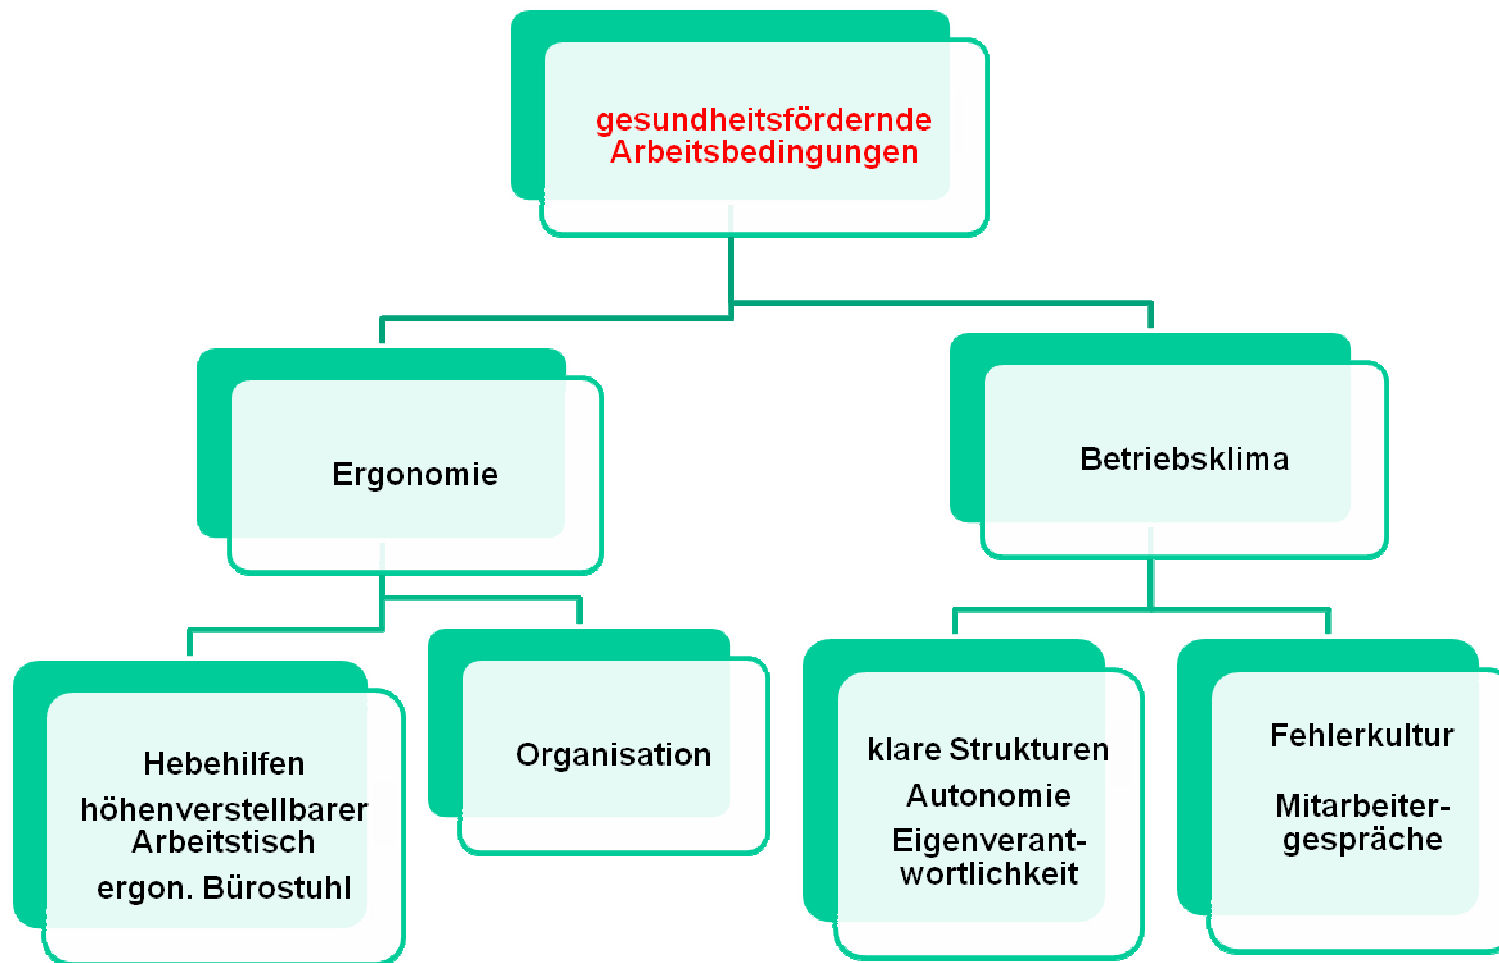 gesundheitsfördernde
Arbeitsbedingungen
Ergonomie
Betriebsklima
Hebehilfen
höhenverstellbarer
Arbeitstisch
ergon. Bürostuhl
Organisation
klare Strukturen
Autonomie
Eigenverant-
wortlichkeit
Fehlerkultur
Mitarbeiter-
gespräche